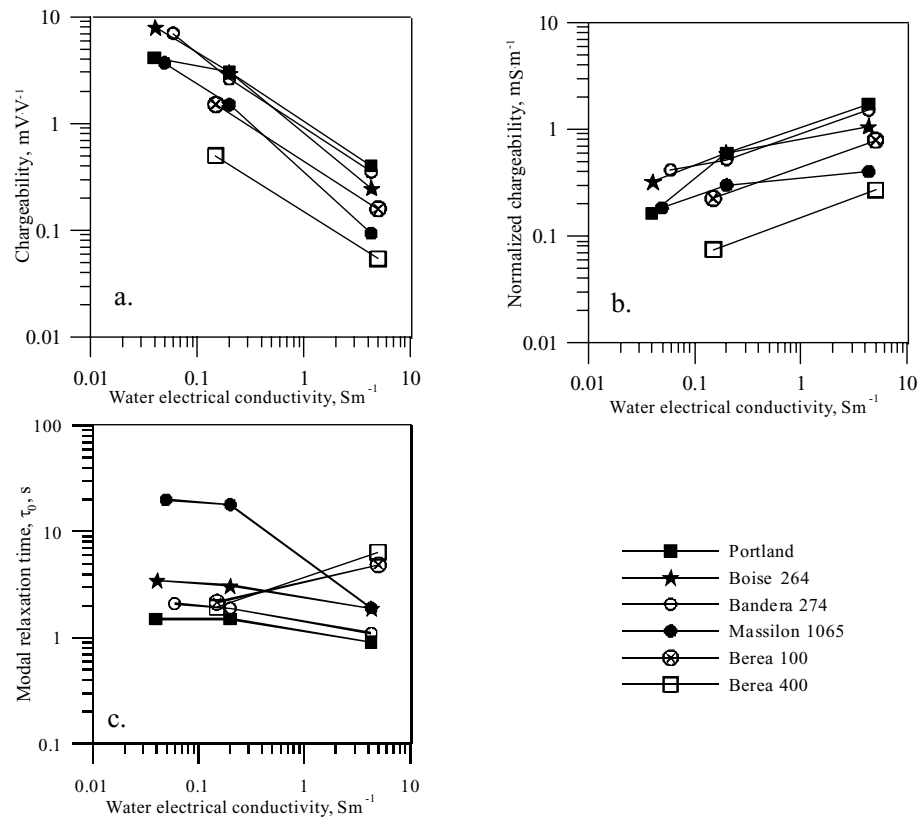 10
1
0.1
0.01
Chargeability, mV·V⁻¹
a.
0.01
0.1
1
10
Water electrical conductivity, Sm⁻¹
10
1
0.1
0.01
Normalized chargeability, mS·m⁻¹
b.
0.01
0.1
1
10
Water electrical conductivity, Sm⁻¹
100
10
1
0.1
Modal relaxation time, τ₀, s
c.
0.01
0.1
1
10
Water electrical conductivity, Sm⁻¹
Portland
Boise 264
Bandera 274
Massilon 1065
Berea 100
Berea 400